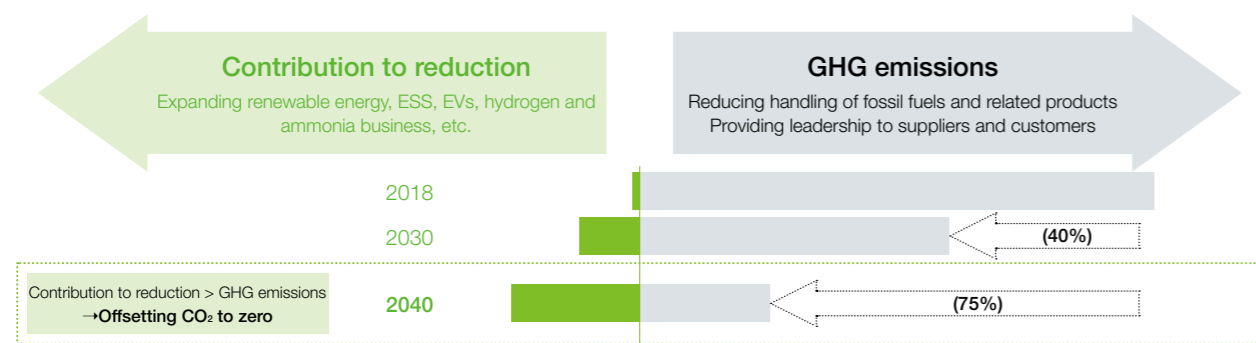 Contribution to reduction
Expanding renewable energy, ESS, EVs, hydrogen and
ammonia business, etc.
GHG emissions
Reducing handling of fossil fuels and related products
Providing leadership to suppliers and customers
2018
2030
(40%)
Contribution to reduction > GHG emissions
→Offsetting CO₂ to zero
2040
(75%)